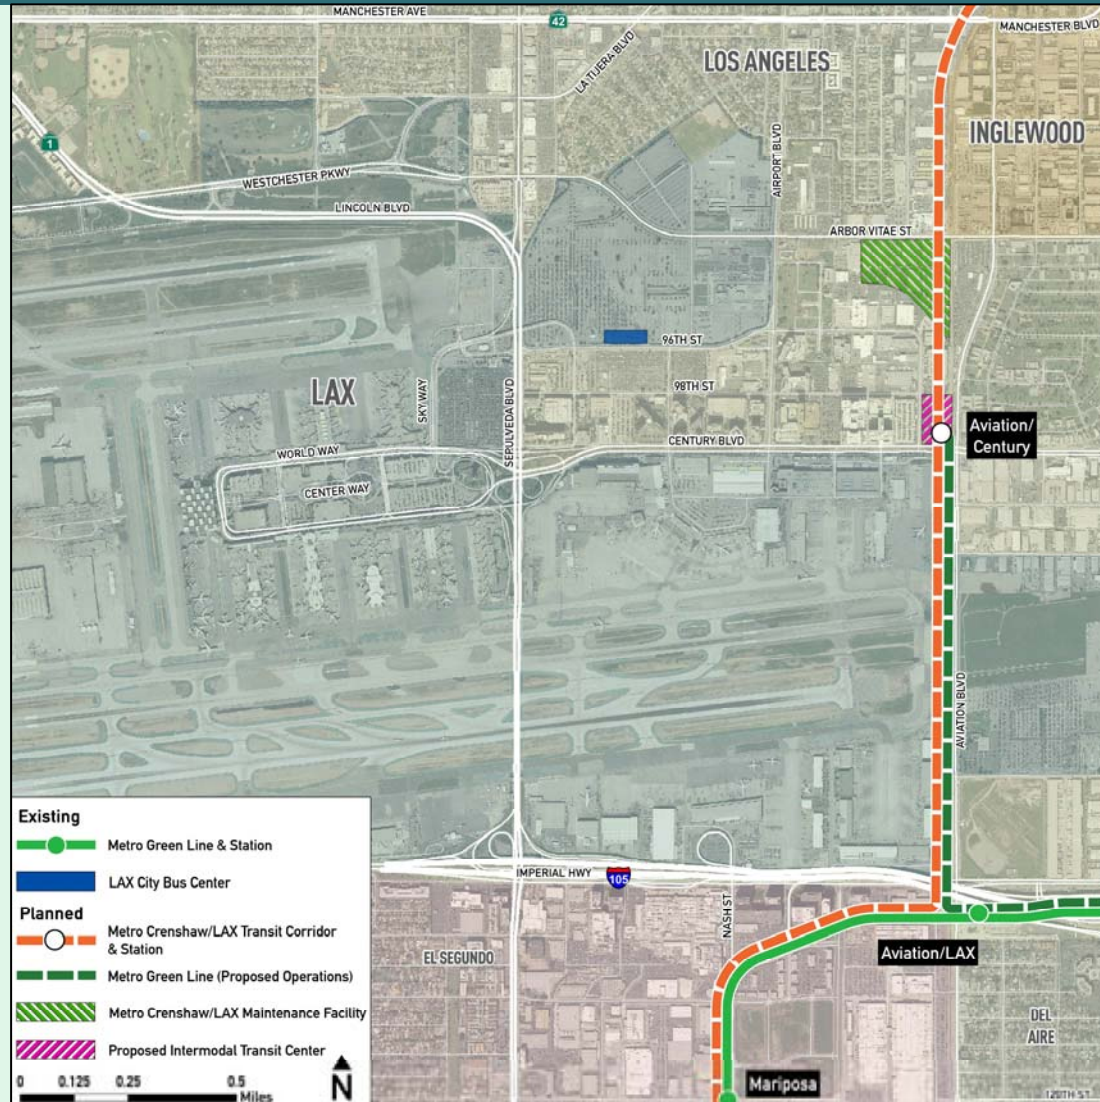 MANCHESTER AVE
42
MANCHESTER BLVD
LA TIJERA BLVD
LOS ANGELES
INGLEWOOD
1
AIRPORT BLVD
WESTCHESTER PKWY
LINCOLN BLVD
ARBOR VITAE ST
96TH ST
LAX
SKY WAY
SEPULVEDA BLVD
98TH ST
Aviation/
Century
CENTURY BLVD
WORLD WAY
CENTER WAY
AVIATION BLVD
IMPERIAL HWY
105
NASH ST
EL SEGUNDO
Aviation/LAX
DEL
AIRE
Mariposa
120TH ST
Existing
Metro Green Line & Station
LAX City Bus Center
Planned
Metro Crenshaw/LAX Transit Corridor
& Station
Metro Green Line (Proposed Operations)
Metro Crenshaw/LAX Maintenance Facility
Proposed Intermodal Transit Center
0 0.125 0.25 0.5
Miles
N